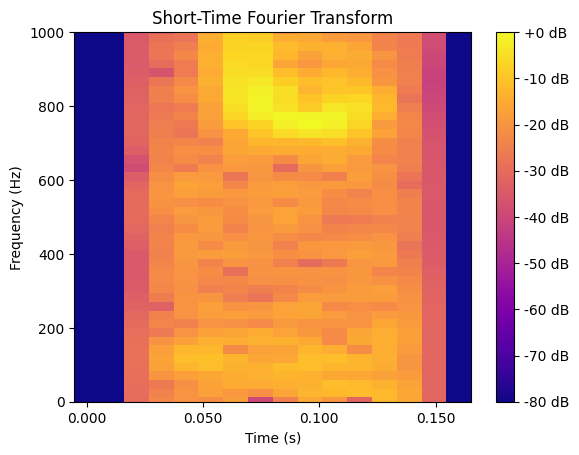 Short-Time Fourier Transform
1000
800
600
400
200
0
Frequency (Hz)
0.000
0.050
0.100
0.150
Time (s)
+0 dB
-10 dB
-20 dB
-30 dB
-40 dB
-50 dB
-60 dB
-70 dB
-80 dB